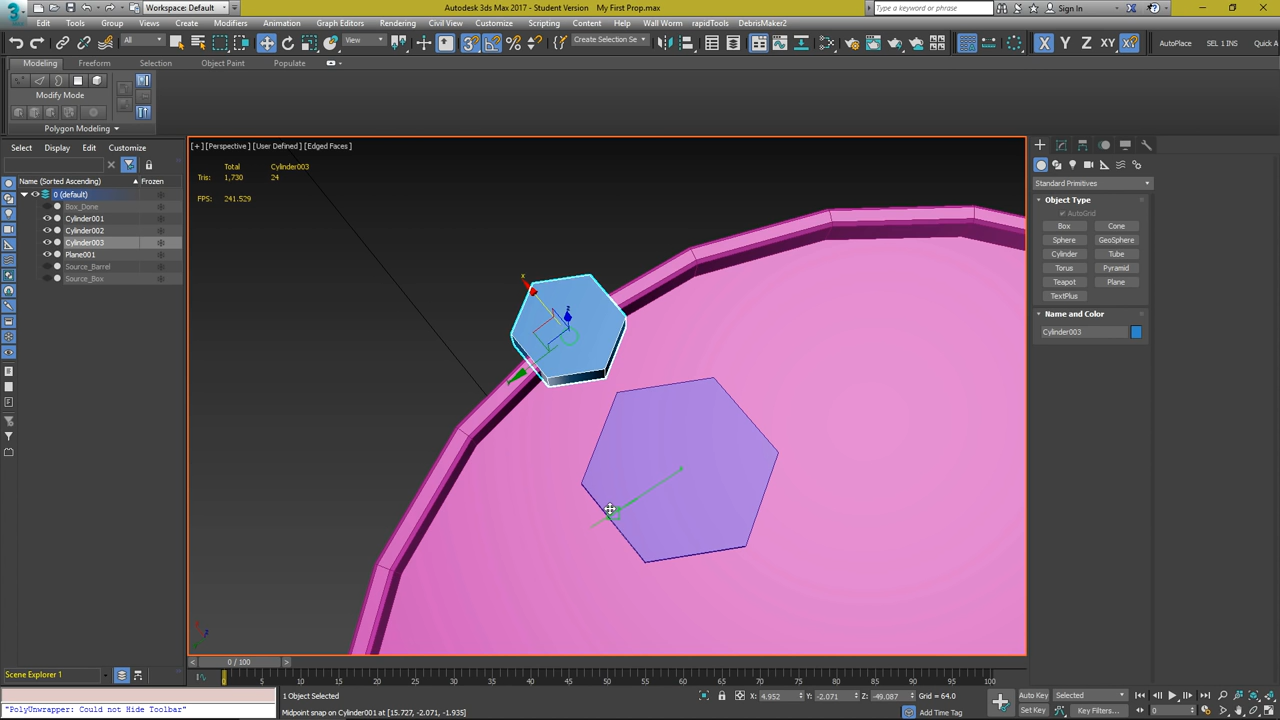 Workspace: Default
Autodesk 3ds Max 2017 - Student Version    My First Prop.max
Type a keyword or phrase
Sign In
Edit Tools Group Views Create Modifiers Animation Graph Editors Rendering Civil View Customize Scripting Content Help Wall Worm rapidTools DebrisMaker2
All
View
Create Selection Se
X Y Z XY XY
AutoPlace
SEL 1 INS
Quick A
Modeling Freeform Selection Object Paint Populate
Modify Mode
Polygon Modeling
Select Display Edit Customize
Name (Sorted Ascending) Frozen
0 (default)
Box_Done
Cylinder001
Cylinder002
Cylinder003
Plane001
Source_Barrel
Source_Box
[+] [Perspective] [User Defined] [Edged Faces]
Total Cylinder003
Tris: 1,730 24
FPS: 241.529
x
z
z
Standard Primitives
Object Type
AutoGrid
Box Cone
Sphere GeoSphere
Cylinder Tube
Torus Pyramid
Teapot Plane
TextPlus
Name and Color
Cylinder003
0 / 100
Scene Explorer 1
0 5 10 15 20 25 30 35 40 45 50 55 60 65 70 75 80 85 90 95 100
1 Object Selected
X: 4.952 Y: -2.071 Z: -49.087 Grid = 64.0
Auto Key Selected
"PolyUnwrapper: Could not Hide Toolbar"
Midpoint snap on Cylinder001 at [15.727, -2.071, -1.935]
Add Time Tag
Set Key Key Filters... 0